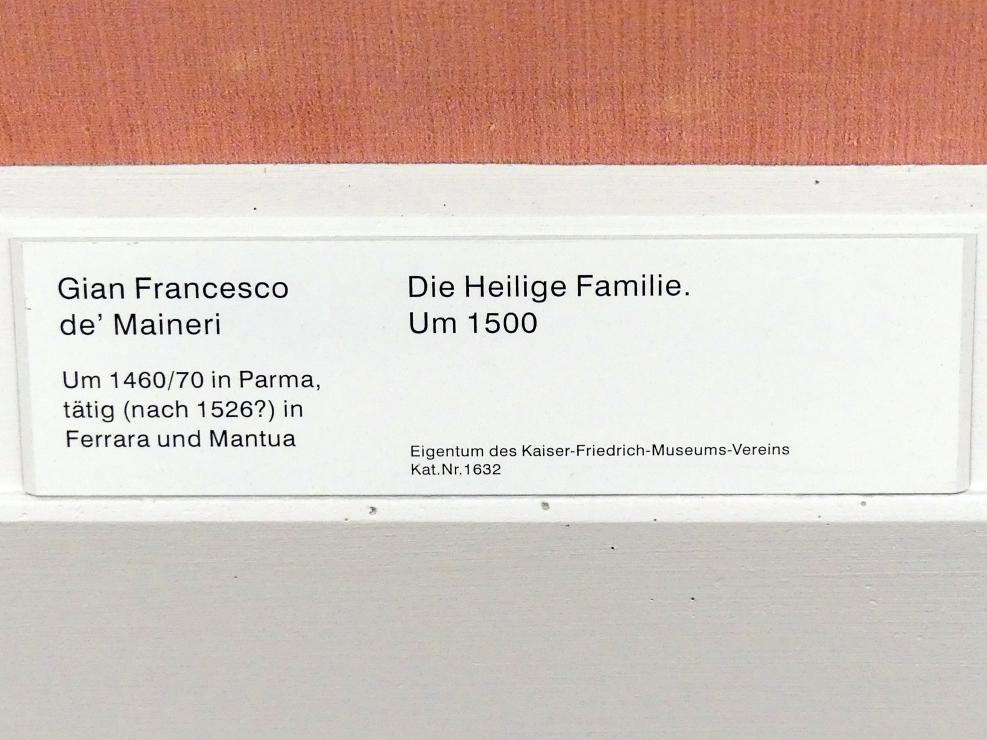 Gian Francesco
de’ Maineri
Um 1460/70 in Parma,
tätig (nach 1526?) in
Ferrara und Mantua
Die Heilige Familie.
Um 1500
Eigentum des Kaiser-Friedrich-Museums-Vereins
Kat.Nr.1632